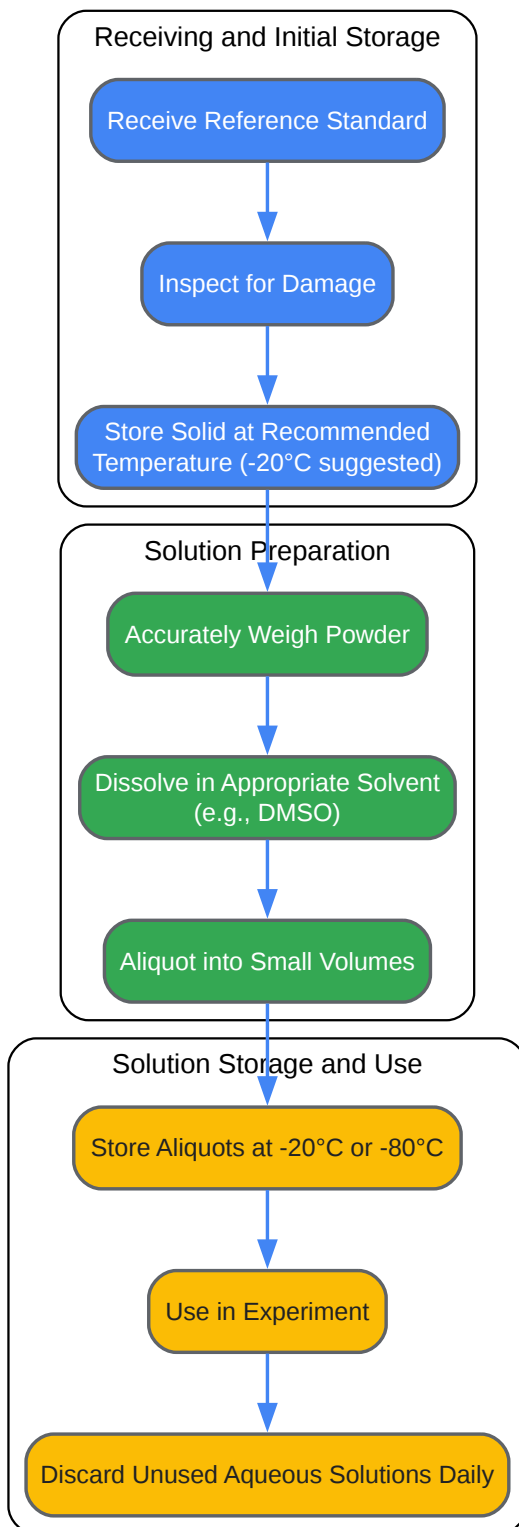 Receiving and Initial Storage
Receive Reference Standard
Inspect for Damage
Store Solid at Recommended
Temperature (-20°C suggested)
Solution Preparation
Accurately Weigh Powder
Dissolve in Appropriate Solvent
(e.g., DMSO)
Aliquot into Small Volumes
Solution Storage and Use
Store Aliquots at -20°C or -80°C
Use in Experiment
Discard Unused Aqueous Solutions Daily